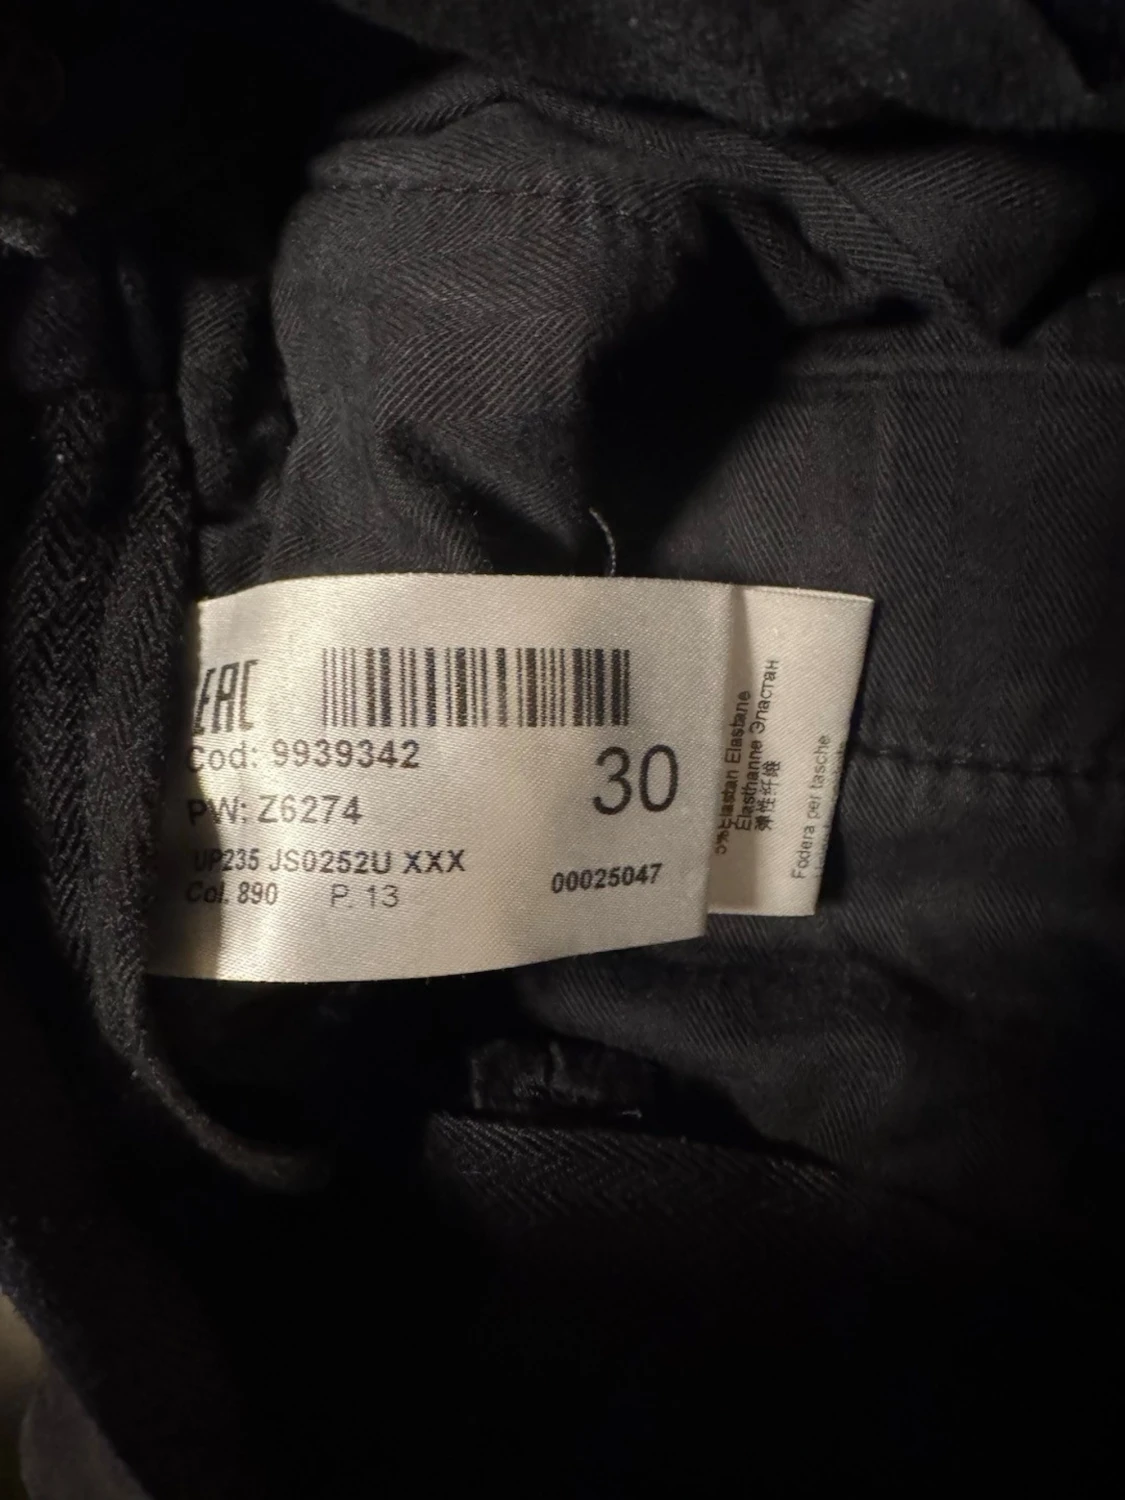 EAC
Cod: 9939342
30
PW: Z6274
UP235 JS0252U XXX
00025047
Col. 890 P. 13
Elastan Elastane
Elasthanne Эластан
弹性纤维
Fodera per tasche